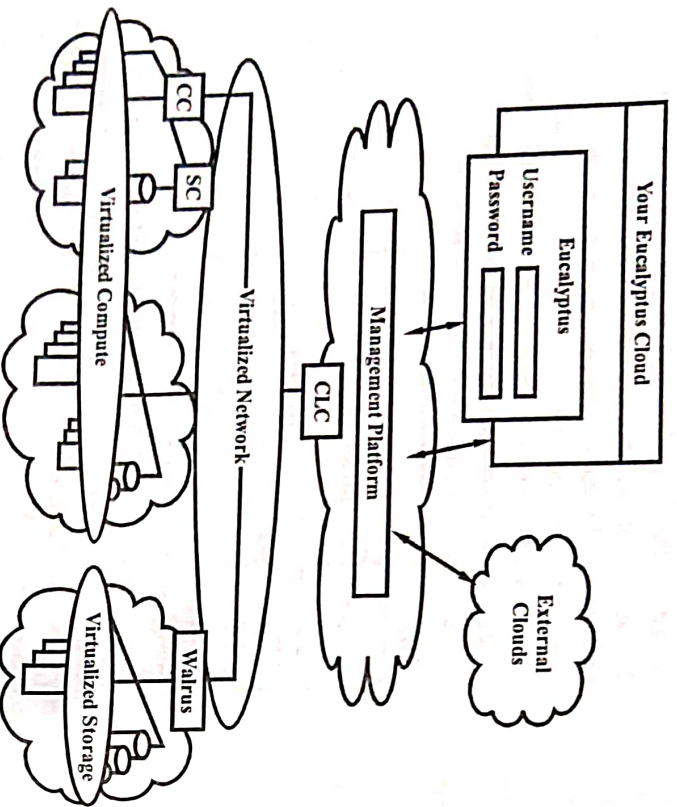 Your Eucalyptus Cloud
Eucalyptus
Username
Password
External
Clouds
Management Platform
CLC
Virtualized Network
CC
SC
Walrus
Virtualized Compute
Virtualized Storage